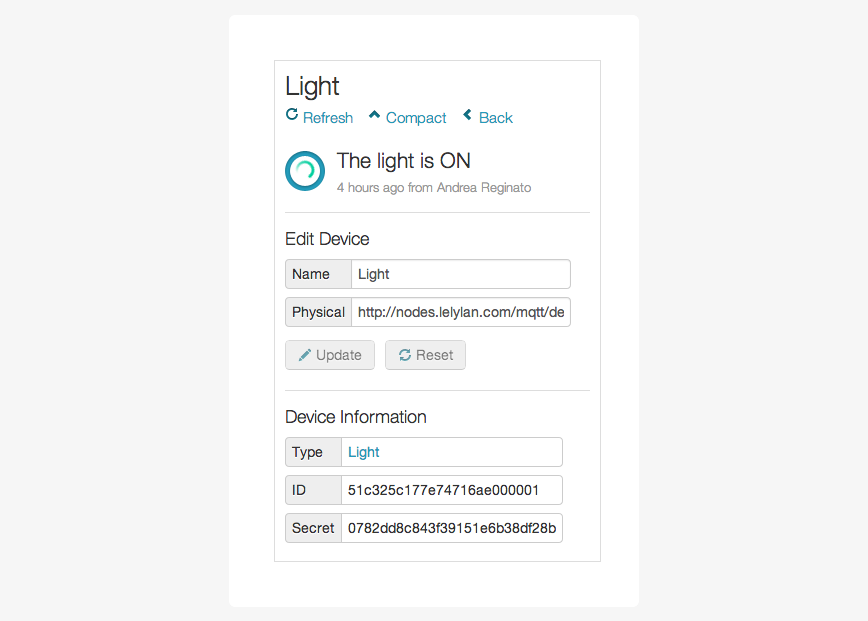 Light
Refresh Compact Back
The light is ON
4 hours ago from Andrea Reginato
Edit Device
Name Light
Physical http://nodes.lelylan.com/mqtt/de
Update Reset
Device Information
Type Light
ID 51c325c177e74716ae000001
Secret 0782dd8c843f39151e6b38df28b